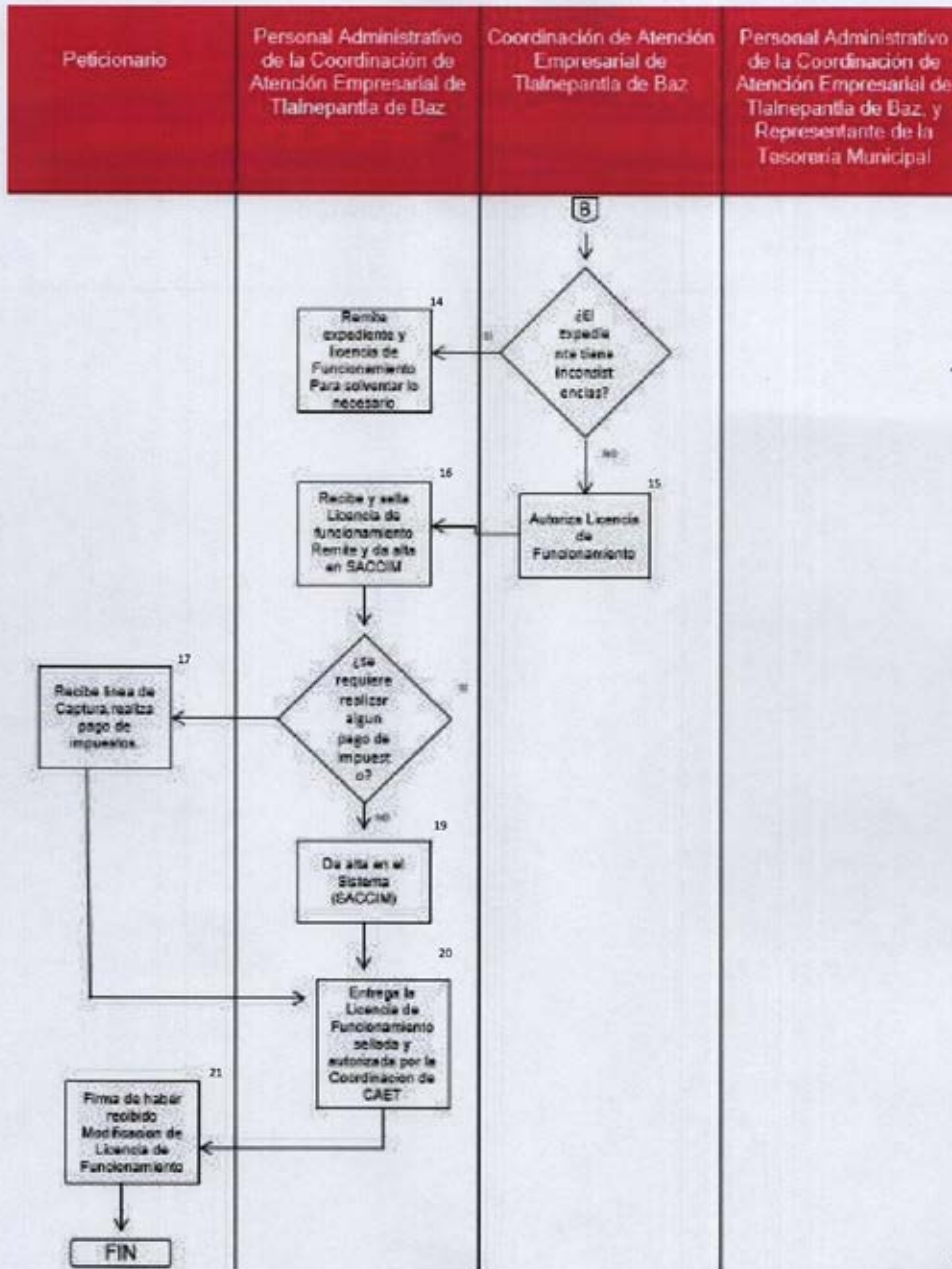 Peticionario
Personal Administrativo
de la Coordinación de
Atención Empresarial de
Tlalnepantla de Baz
Coordinación de Atención
Empresarial de
Tlalnepantla de Baz
Personal Administrativo
de la Coordinación de
Atención Empresarial de
Tlalnepantla de Baz, y
Representante de la
Tesorería Municipal
B
¿El
Expedie
nte tiene
inconsist
encias?
SI
14
Remite
expediente y
licencia de
Funcionamiento
Para solventar lo
necesario
NO
15
Autoriza Licencia
de
Funcionamiento
16
Recibe y sella
Licencia de
funcionamiento
Remite y da alta
en SACCIM
¿se
requiere
realizar
algun
pago de
impuest
o?
SI
17
Recibe linea de
Captura,realiza
pago de
impuestos.
NO
19
Da alta en el
Sistema
(SACCIM)
20
Entrega la
Licencia de
Funcionamiento
sellada y
autorizada por la
Coordinacion de
CAET
21
Firma de haber
recibido
Modificacion de
Licencia de
Funcionamiento
FIN